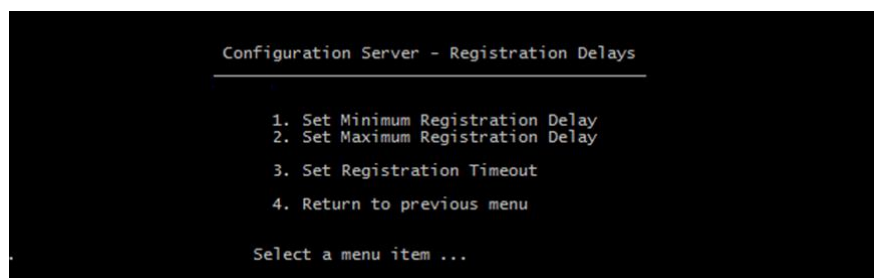 Configuration Server - Registration Delays
1. Set Minimum Registration Delay
2. Set Maximum Registration Delay
3. Set Registration Timeout
4. Return to previous menu
Select a menu item ...